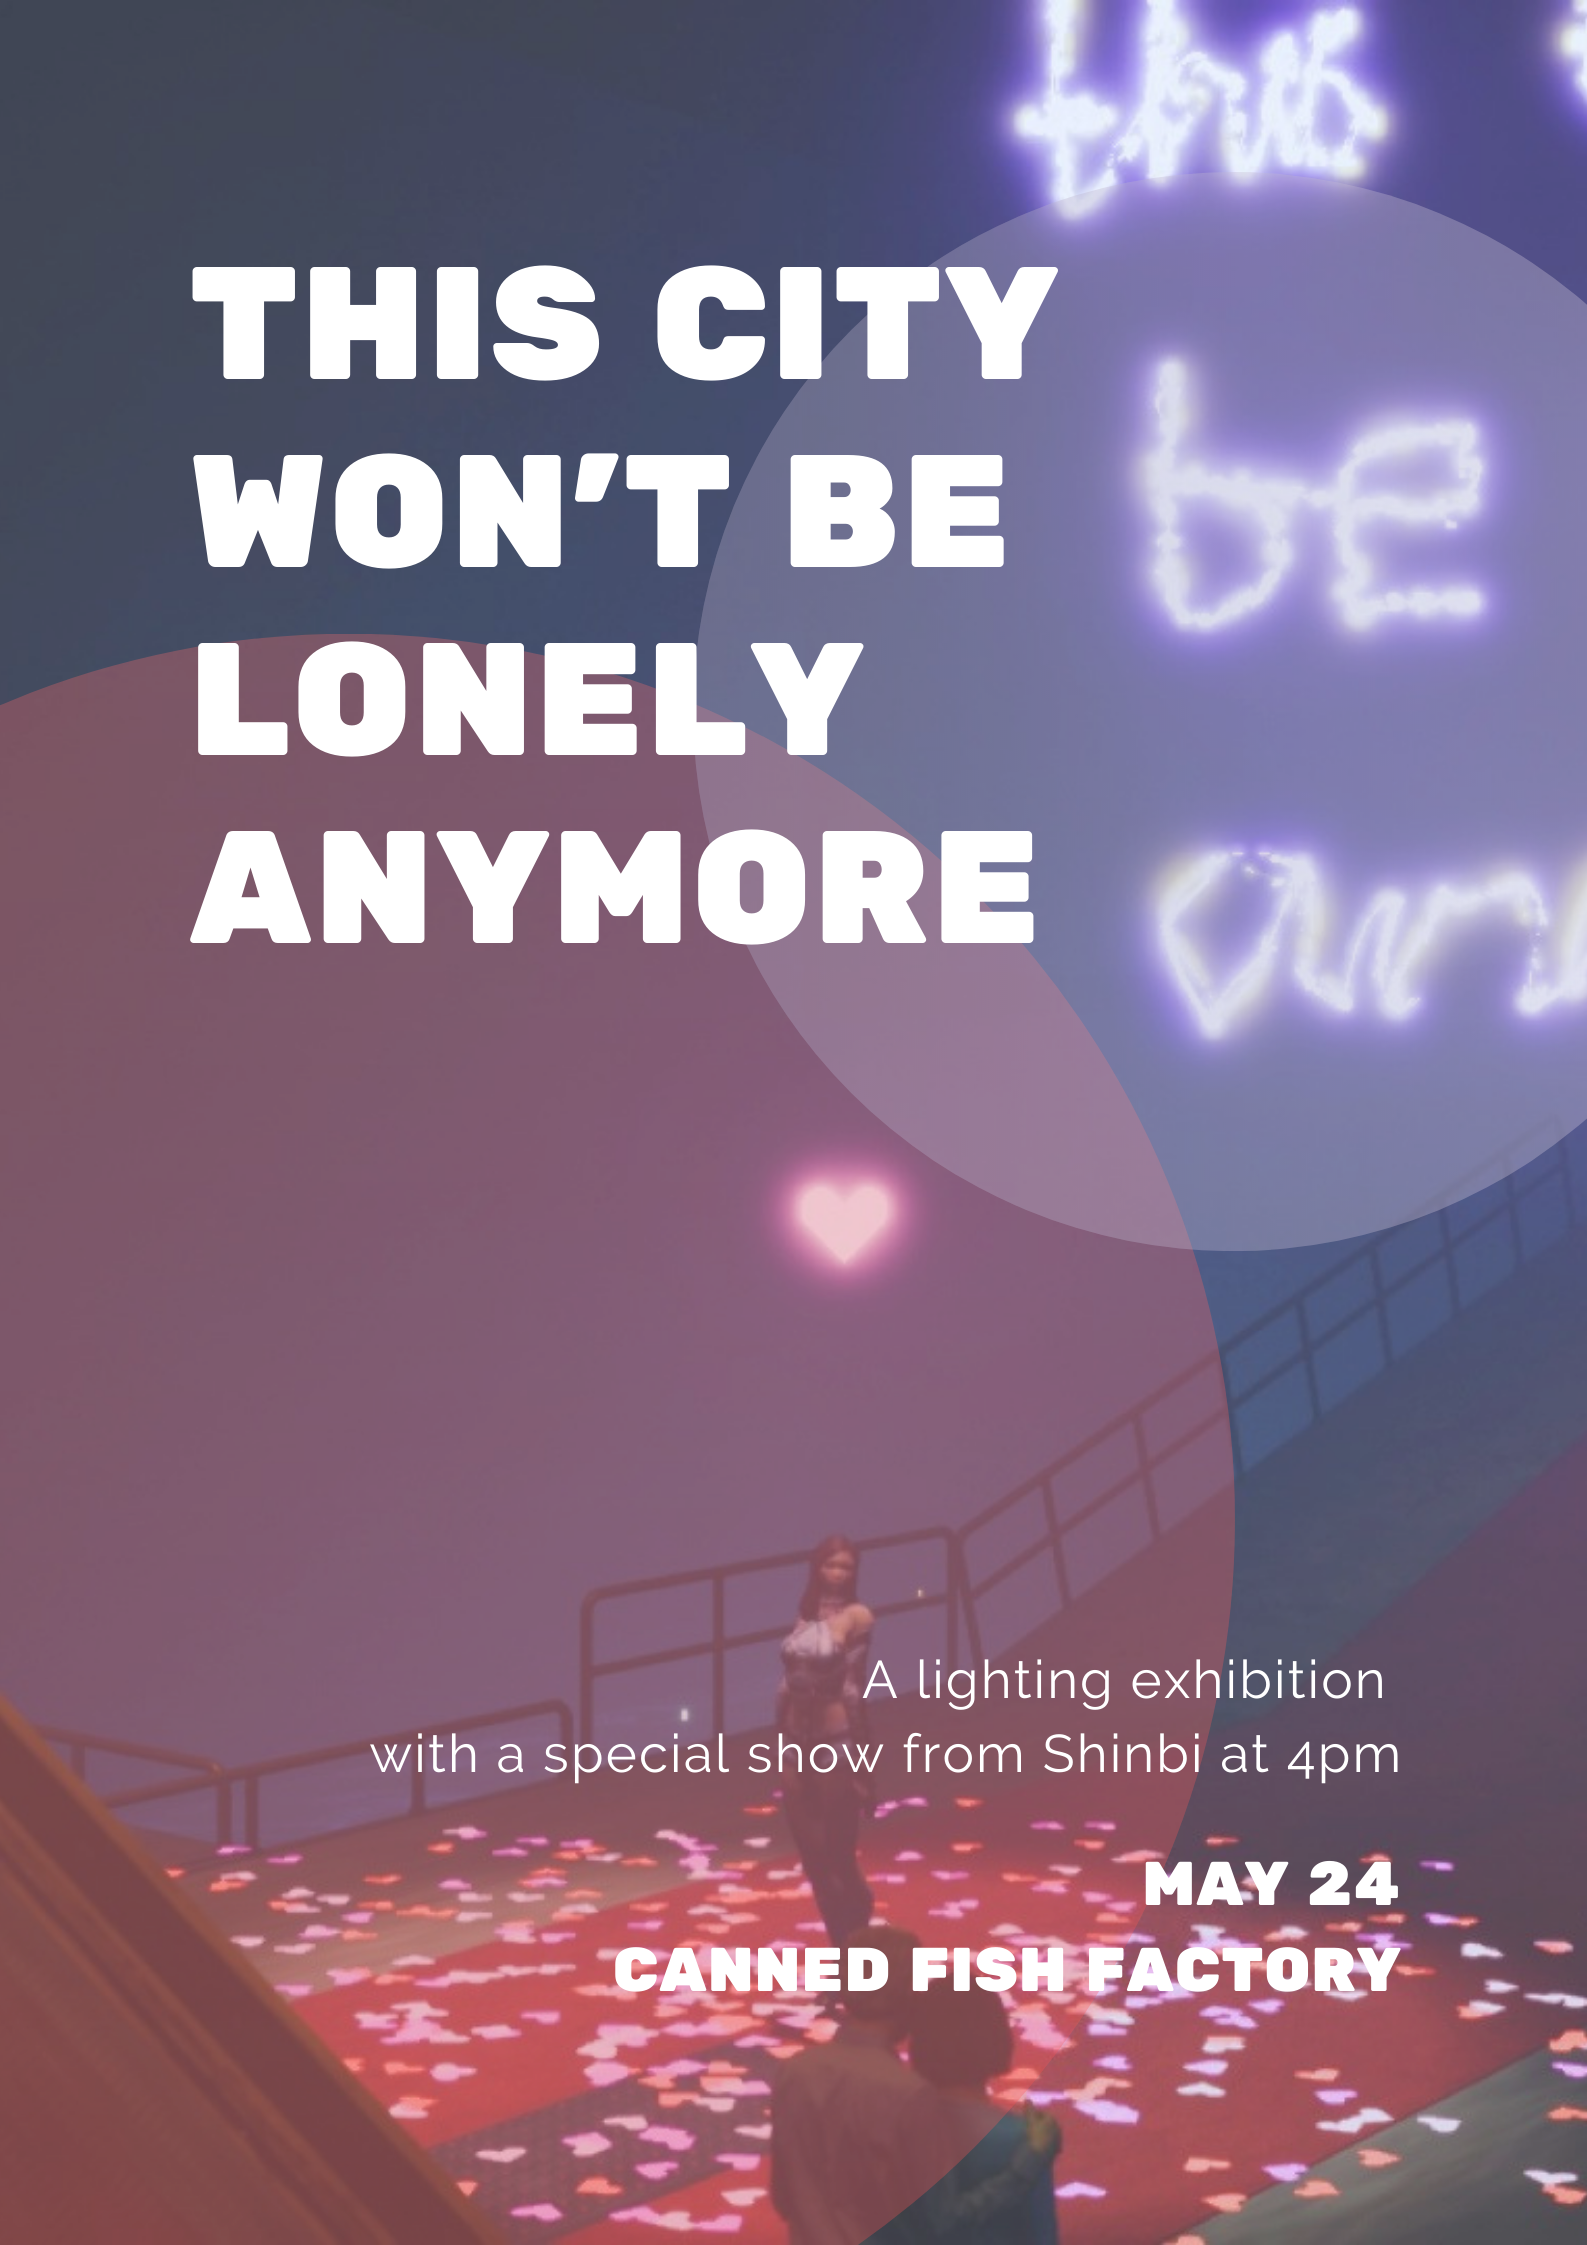 this
THIS CITY
WON'T BE
be
LONELY
ANYMORE
A lighting exhibition
with a special show from Shinbi at 4pm
MAY 24
CANNED FISH FACTORY